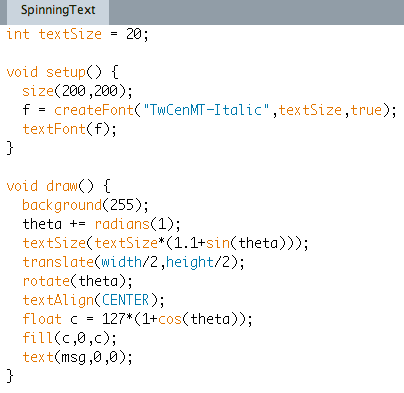 SpinningText
int textSize = 20;
void setup() {
  size(200,200);
  f = createFont("TwCenMT-Italic",textSize,true);
  textFont(f);
}
void draw() {
  background(255);
  theta += radians(1);
  textSize(textSize*(1.1+sin(theta)));
  translate(width/2,height/2);
  rotate(theta);
  textAlign(CENTER);
  float c = 127*(1+cos(theta));
  fill(c,0,c);
  text(msg,0,0);
}